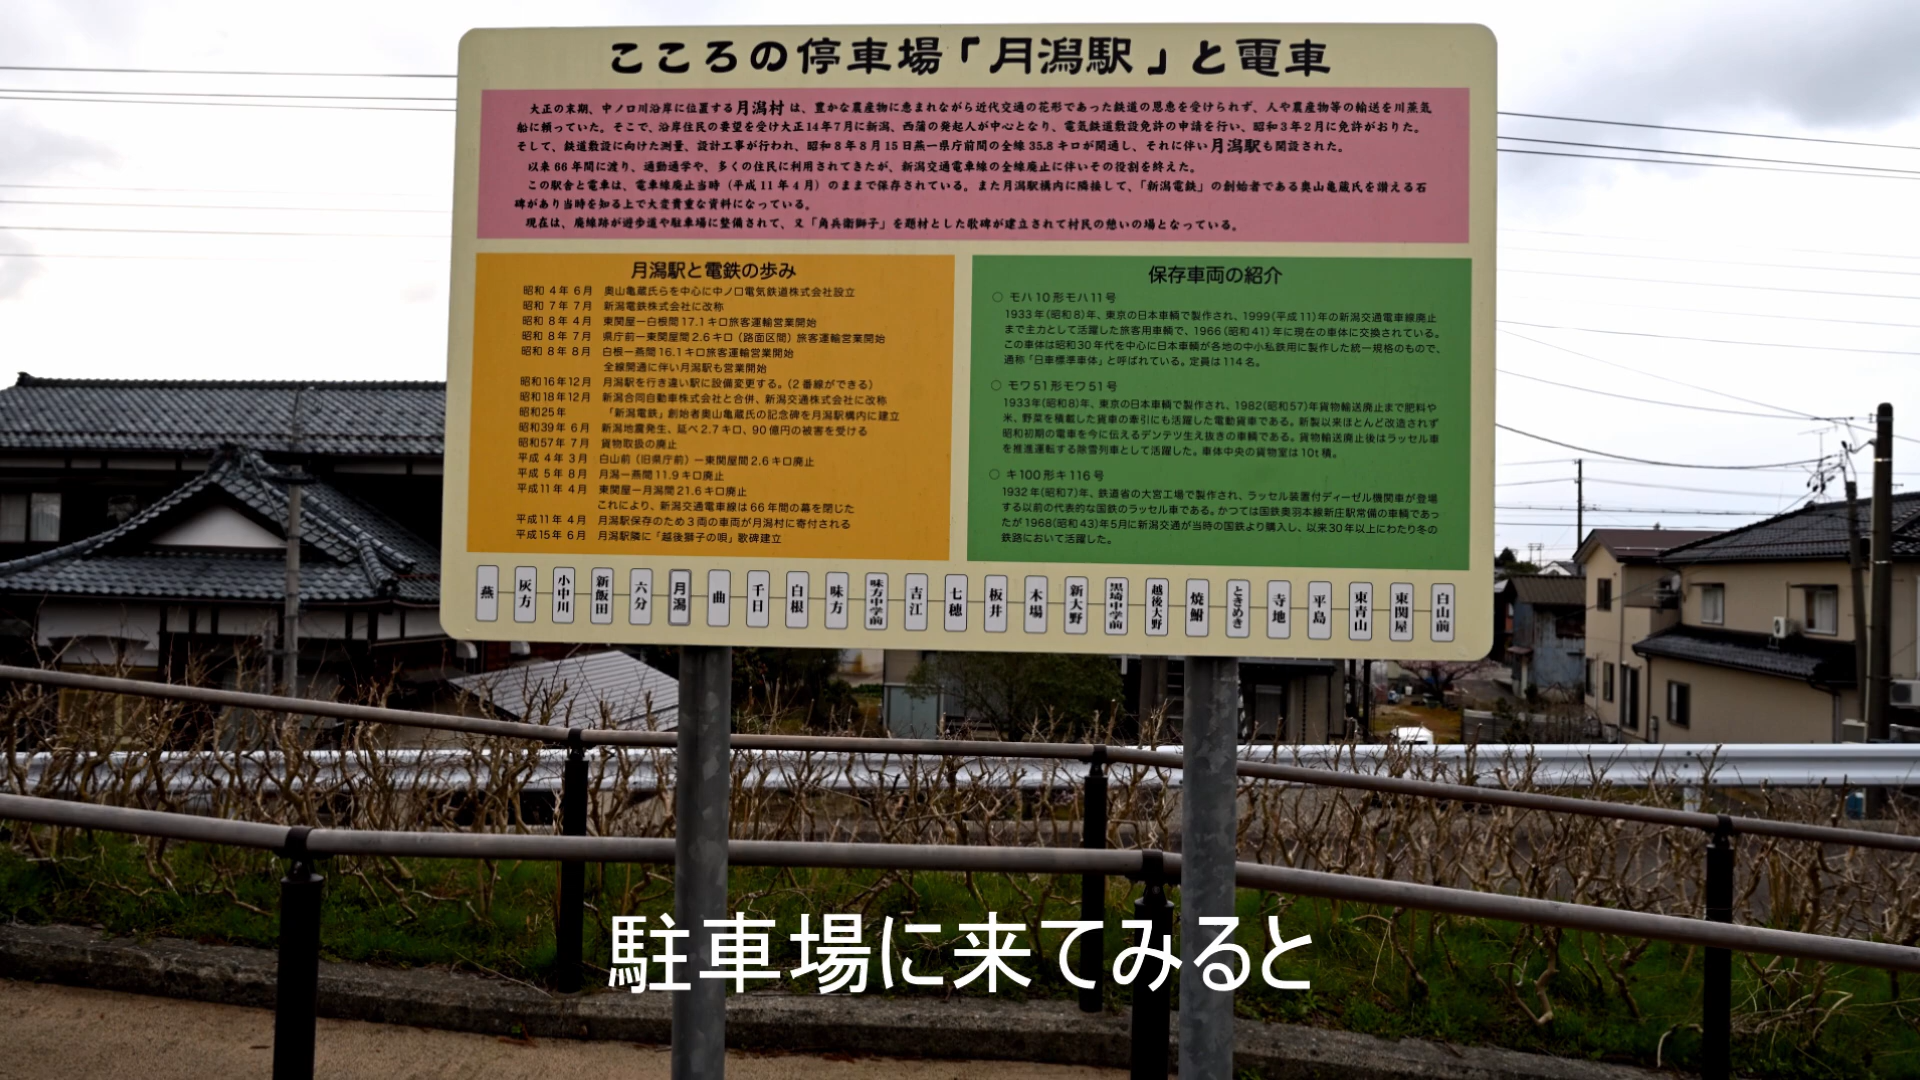 こころの停車場「月潟駅」と電車
大正の末期、中ノ口川沿岸に位置する月潟村は、豊かな農産物に恵まれながら近代交通の花形であった鉄道の恩恵を受けられず、人や農産物等の輸送を川蒸気
船に頼っていた。そこで、沿岸住民の要望を受け大正14年7月に新潟、西蒲の発起人が中心となり、電気鉄道敷設免許の申請を行い、昭和3年2月に免許がおりた。
そして、鉄道敷設に向けた測量、設計工事が行われ、昭和8年8月15日燕ー県庁前間の全線35.8キロが開通し、それに伴い月潟駅も開設された。
以来66年間に渡り、通勤通学や、多くの住民に利用されてきたが、新潟交通電車線の全線廃止に伴いその役割を終えた。
この駅舎と電車は、電車線廃止当時（平成11年4月）のままで保存されている。また月潟駅構内に隣接して、「新潟電鉄」の創始者である奥山亀蔵氏を讃える石
碑があり当時を知る上で大変貴重な資料になっている。
現在は、廃線跡が遊歩道や駐車場に整備されて、又「角兵衛獅子」を題材とした歌碑が建立されて村民の憩いの場となっている。
月潟駅と電鉄の歩み
昭和 4年 6月 奥山亀蔵氏らを中心に中ノ口電気鉄道株式会社設立
昭和 7年 7月 新潟電鉄株式会社に改称
昭和 8年 4月 東関屋ー白根間17.1キロ旅客運輸営業開始
昭和 8年 7月 県庁前ー東関屋間2.6キロ（路面区間）旅客運輸営業開始
昭和 8年 8月 白根ー燕間16.1キロ旅客運輸営業開始
全線開通に伴い月潟駅も営業開始
昭和16年12月 月潟駅を行き違い駅に設備変更する。（2番線ができる）
昭和18年12月 新潟合同自動車株式会社と合併、新潟交通株式会社に改称
昭和25年 「新潟電鉄」創始者奥山亀蔵氏の記念碑を月潟駅構内に建立
昭和39年 6月 新潟地震発生、延べ2.7キロ、90億円の被害を受ける
昭和57年 7月 貨物取扱の廃止
平成 4年 3月 白山前（旧県庁前）ー東関屋間2.6キロ廃止
平成 5年 8月 月潟ー燕間11.9キロ廃止
平成11年 4月 東関屋ー月潟間21.6キロ廃止
これにより、新潟交通電車線は66年間の幕を閉じた
平成11年 4月 月潟駅保存のため3両の車両が月潟村に寄付される
平成15年 6月 月潟駅隣に「越後獅子の唄」歌碑建立
保存車両の紹介
○ モハ10形モハ11号
1933年（昭和8）年、東京の日本車輌で製作され、1999（平成11）年の新潟交通電車線廃止
まで主力として活躍した旅客用車輌で、1966（昭和41）年に現在の車体に交換されている。
この車体は昭和30年代を中心に日本車輌が各地の中小私鉄用に製作した統一規格のもので、
通称「日車標準車体」と呼ばれている。定員は114名。
○ モワ51形モワ51号
1933年（昭和8）年、東京の日本車輌で製作され、1982（昭和57）年貨物輸送廃止まで肥料や
米、野菜を積載した貨車の牽引にも活躍した電動貨車である。新製以来ほとんど改造されず
昭和初期の電車を今に伝えるデンテツ生え抜きの車輌である。貨物輸送廃止後はラッセル車
を推進運転する除雪列車として活躍した。車体中央の貨物室は10t積。
○ キ100形キ116号
1932年（昭和7）年、鉄道省の大宮工場で製作され、ラッセル装置付ディーゼル機関車が登場
する以前の代表的な国鉄のラッセル車である。かつては国鉄奥羽本線新庄駅常備の車輌であっ
たが1968（昭和43）年5月に新潟交通が当時の国鉄より購入し、以来30年以上にわたり冬の
鉄路において活躍した。
燕 灰方 小中川 新飯田 六分 月潟 曲 千日 白根 味方 味方中学前 吉江 七穂 板井 木場 新大野 黒埼中学前 越後大野 焼鮒 ときめき 寺地 平島 東青山 東関屋 白山前
駐車場に来てみると